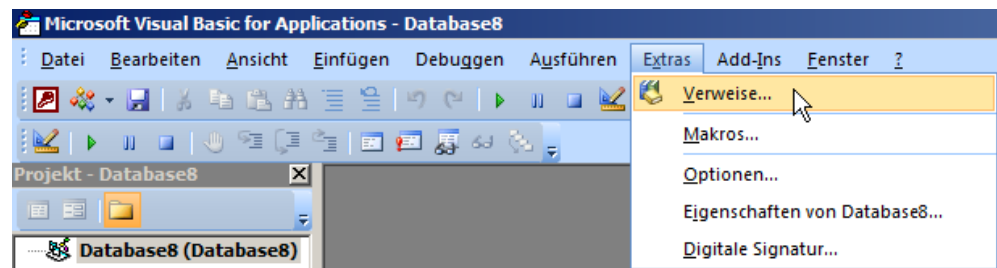 Microsoft Visual Basic for Applications - Database8
Datei Bearbeiten Ansicht Einfügen Debuggen Ausführen Extras Add-Ins Fenster ?
Verweise...
Makros...
Projekt - Database8
Optionen...
Eigenschaften von Database8...
Database8 (Database8)
Digitale Signatur...